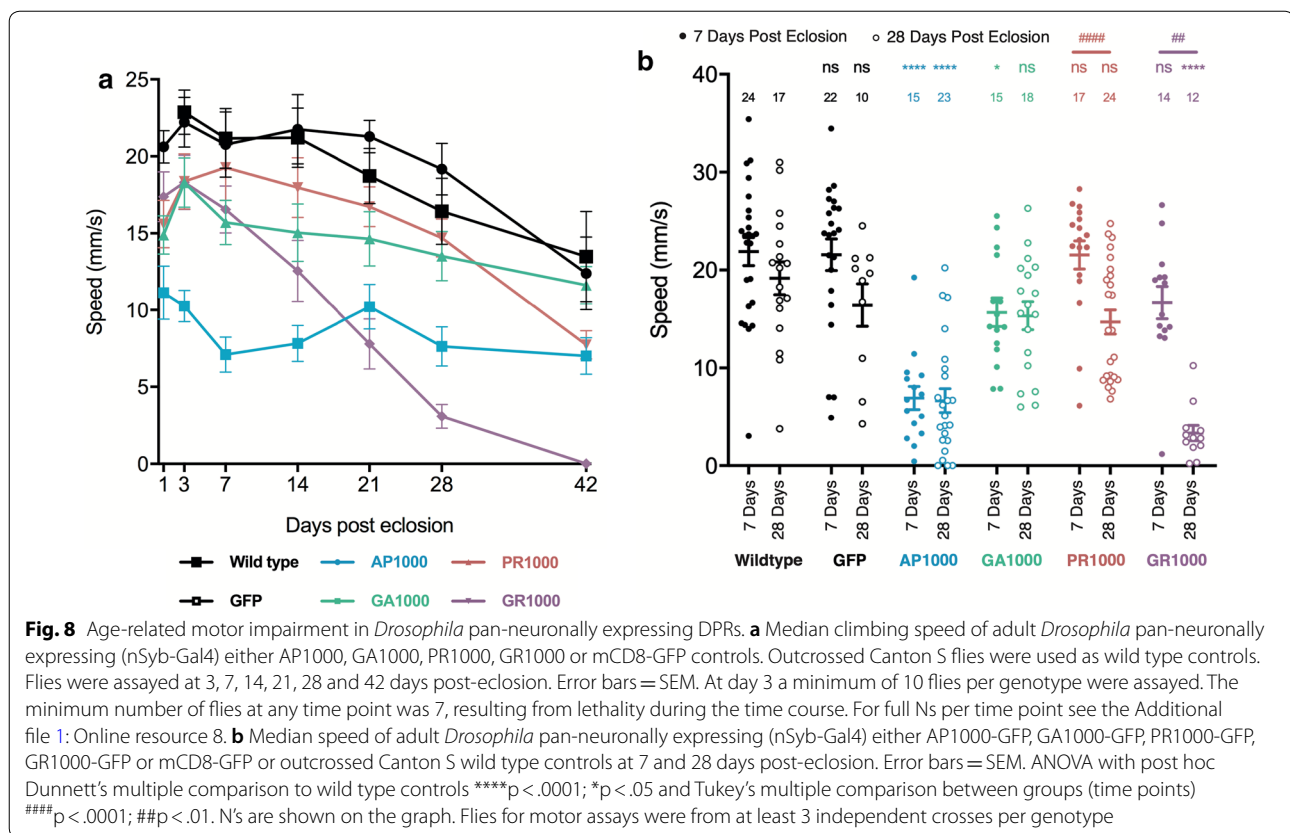 ● 7 Days Post Eclosion ○ 28 Days Post Eclosion #### ##
a
b
ns ns **** **** * ns ns ns ns ****
24 17 22 10 15 23 15 18 17 24 14 12
Speed (mm/s)
25
20
15
10
5
0
1 3 7 14 21 28 42
Days post eclosion
Wild type AP1000 PR1000
GFP GA1000 GR1000
Speed (mm/s)
40
30
20
10
0
7 Days 28 Days 7 Days 28 Days 7 Days 28 Days 7 Days 28 Days 7 Days 28 Days 7 Days 28 Days
Wildtype GFP AP1000 GA1000 PR1000 GR1000
Fig. 8 Age-related motor impairment in Drosophila pan-neuronally expressing DPRs. a Median climbing speed of adult Drosophila pan-neuronally
expressing (nSyb-Gal4) either AP1000, GA1000, PR1000, GR1000 or mCD8-GFP controls. Outcrossed Canton S flies were used as wild type controls.
Flies were assayed at 3, 7, 14, 21, 28 and 42 days post-eclosion. Error bars = SEM. At day 3 a minimum of 10 flies per genotype were assayed. The
minimum number of flies at any time point was 7, resulting from lethality during the time course. For full Ns per time point see the Additional
file 1: Online resource 8. b Median speed of adult Drosophila pan-neuronally expressing (nSyb-Gal4) either AP1000-GFP, GA1000-GFP, PR1000-GFP,
GR1000-GFP or mCD8-GFP or outcrossed Canton S wild type controls at 7 and 28 days post-eclosion. Error bars = SEM. ANOVA with post hoc
Dunnett's multiple comparison to wild type controls ****p < .0001; *p < .05 and Tukey's multiple comparison between groups (time points)
####p < .0001; ##p < .01. N's are shown on the graph. Flies for motor assays were from at least 3 independent crosses per genotype